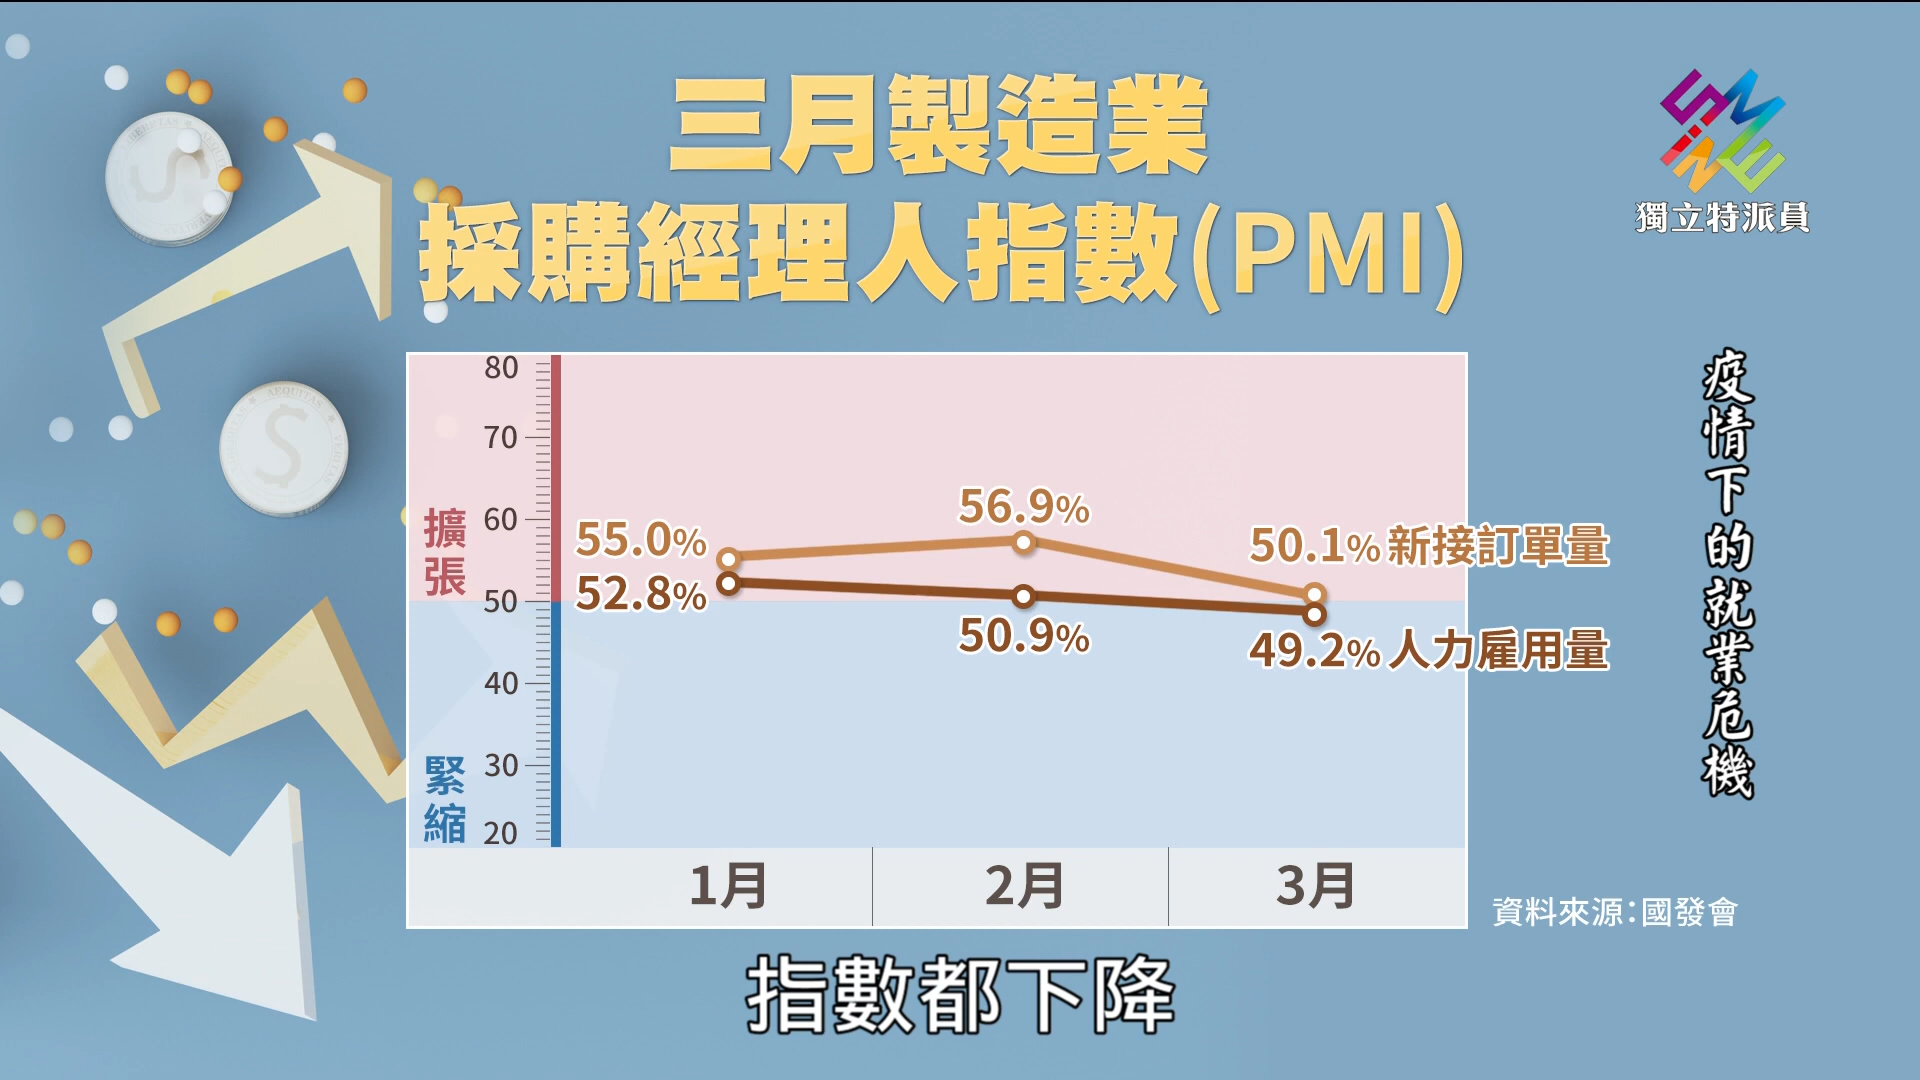 三月製造業
採購經理人指數(PMI)
INNE
獨立特派員
疫情下的就業危機
80
70
60
50
40
30
20
擴張
緊縮
55.0%
56.9%
50.1% 新接訂單量
52.8%
50.9%
49.2% 人力雇用量
1月 2月 3月
資料來源:國發會
指數都下降
AEQUITAS